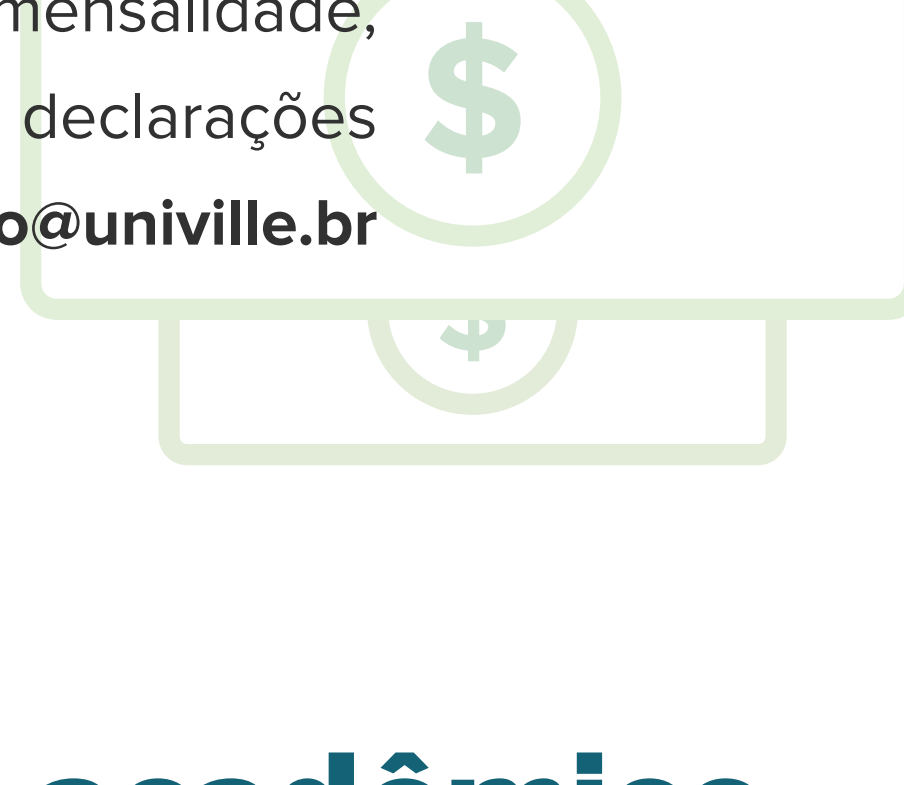 mensalidade,
declarações
o@univille.br
$
$